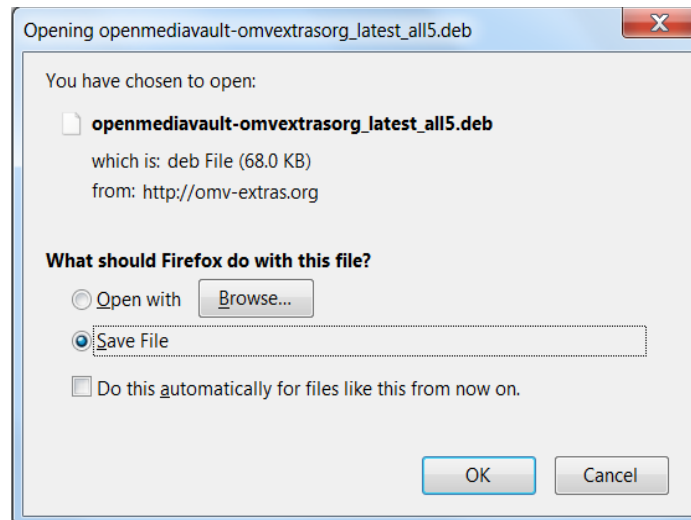 Opening openmediavault-omvextrasorg_latest_all5.deb
X
You have chosen to open:
openmediavault-omvextrasorg_latest_all5.deb
which is: deb File (68.0 KB)
from: http://omv-extras.org
What should Firefox do with this file?
Open with Browse...
Save File
Do this automatically for files like this from now on.
OK Cancel